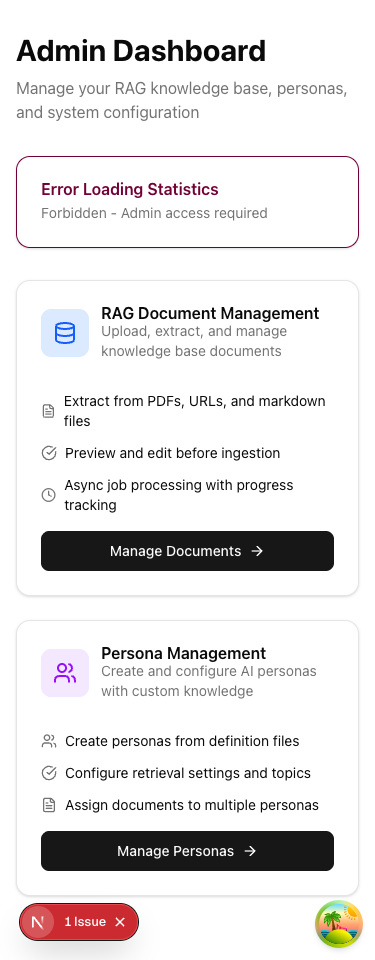 Admin Dashboard
Manage your RAG knowledge base, personas,
and system configuration
Error Loading Statistics
Forbidden - Admin access required
RAG Document Management
Upload, extract, and manage
knowledge base documents
Extract from PDFs, URLs, and markdown
files
Preview and edit before ingestion
Async job processing with progress
tracking
Manage Documents
Persona Management
Create and configure AI personas
with custom knowledge
Create personas from definition files
Configure retrieval settings and topics
Assign documents to multiple personas
Manage Personas
N 1 Issue